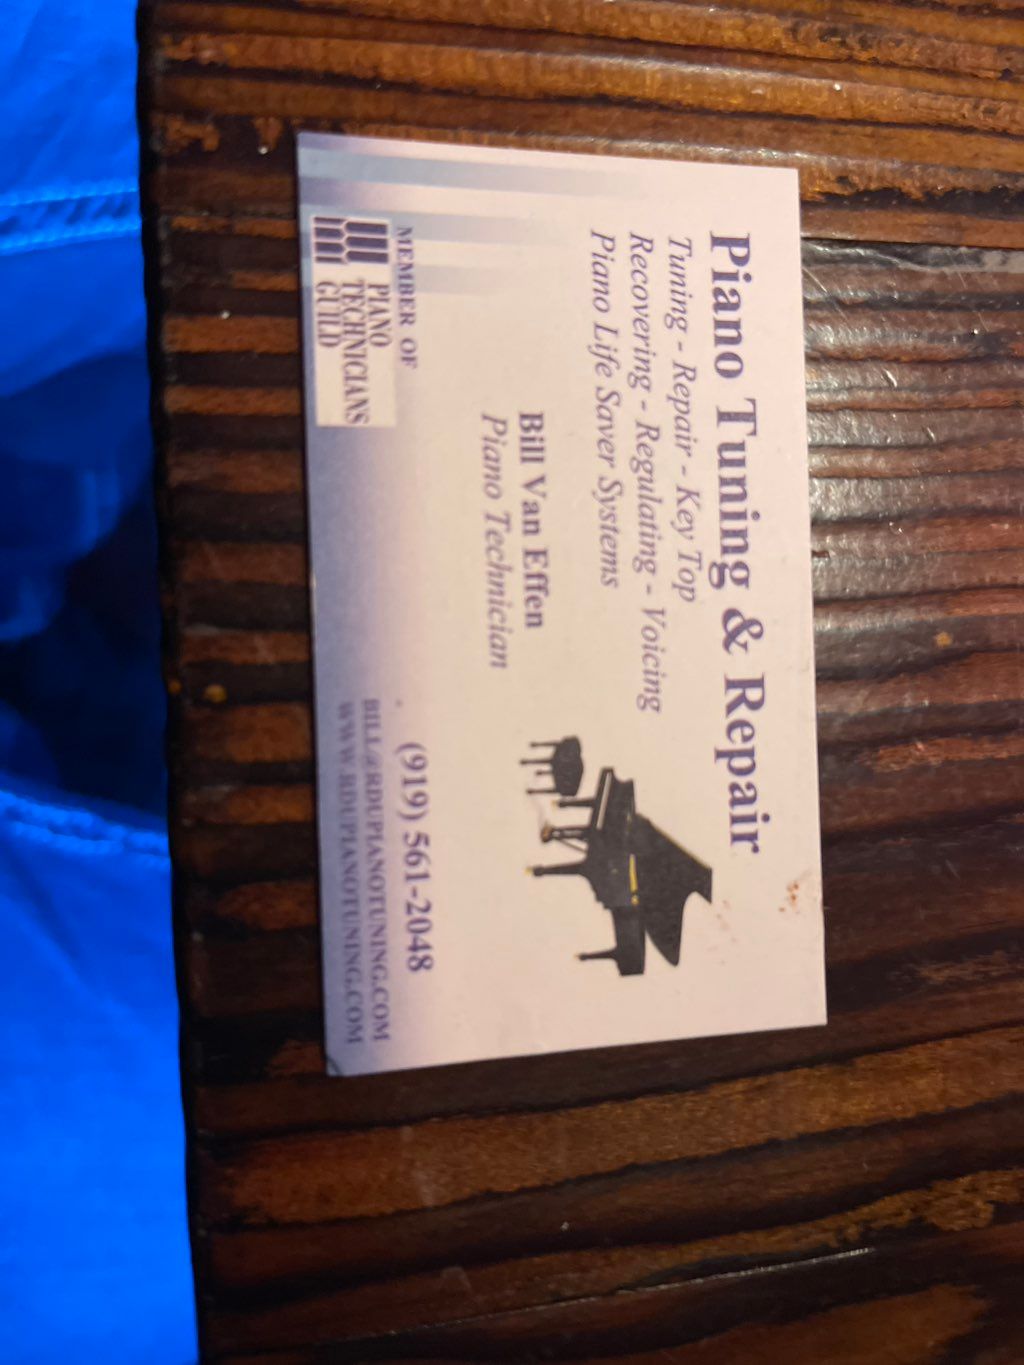 Piano Tuning & Repair
Tuning - Repair - Key Top
Recovering - Regulating - Voicing
Piano Life Saver Systems
Bill Van Effen
Piano Technician
MEMBER OF
PIANO
TECHNICIANS
GUILD
(919) 561-2048
BILL@RDUPIANOTUNING.COM
WWW.RDUPIANOTUNING.COM